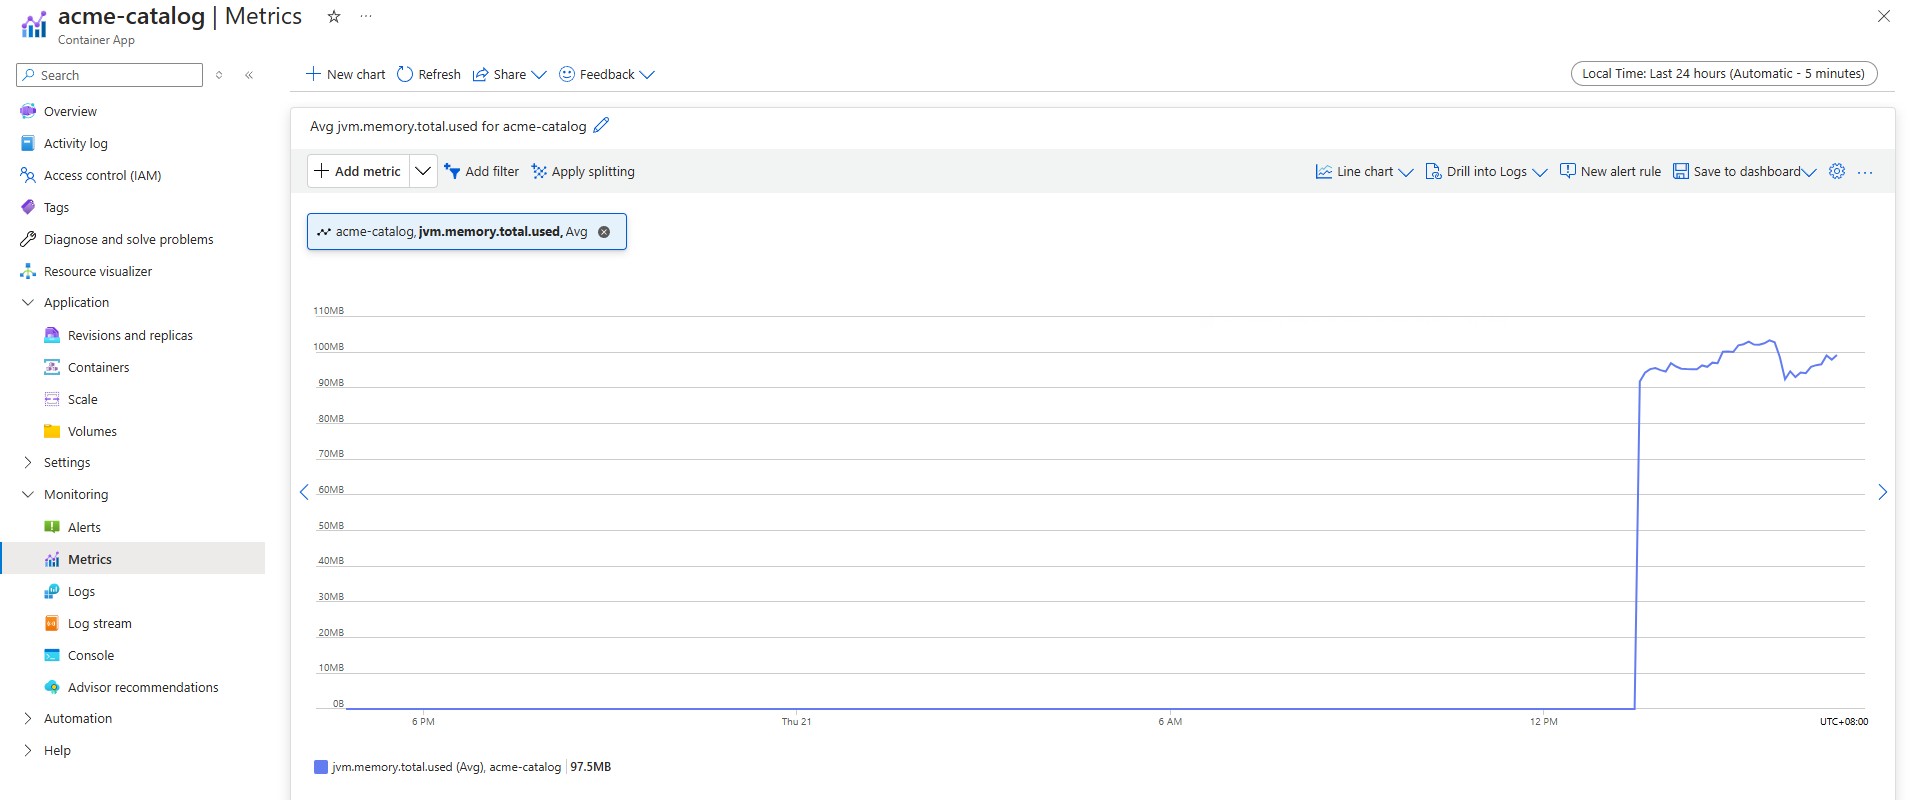 acme-catalog | Metrics
Container App
Search
Overview
Activity log
Access control (IAM)
Tags
Diagnose and solve problems
Resource visualizer
Application
Revisions and replicas
Containers
Scale
Volumes
Settings
Monitoring
Alerts
Metrics
Logs
Log stream
Console
Advisor recommendations
Automation
Help
New chart Refresh Share Feedback
Local Time: Last 24 hours (Automatic - 5 minutes)
Avg jvm.memory.total.used for acme-catalog
Add metric Add filter Apply splitting Line chart Drill into Logs New alert rule Save to dashboard
acme-catalog, jvm.memory.total.used, Avg
110MB
100MB
90MB
80MB
70MB
60MB
50MB
40MB
30MB
20MB
10MB
0B
6 PM Thu 21 6 AM 12 PM UTC+08:00
jvm.memory.total.used (Avg), acme-catalog | 97.5MB